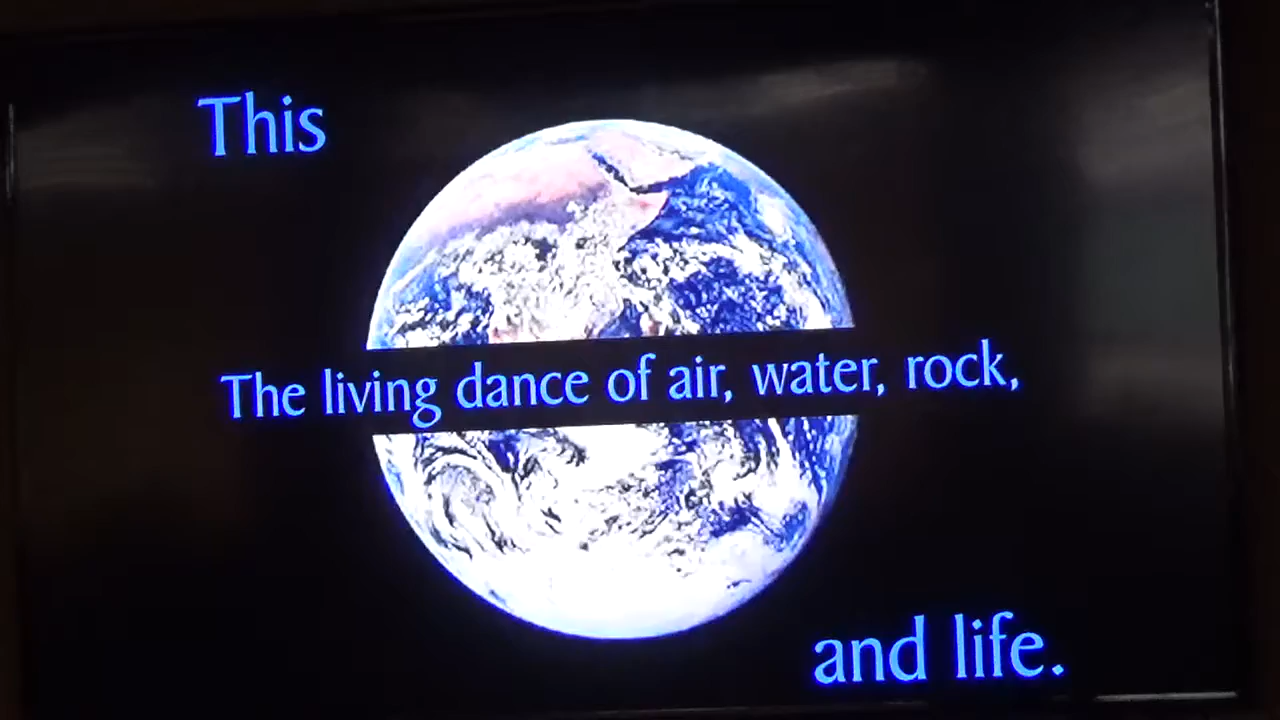 This
The living dance of air, water, rock,
and life.